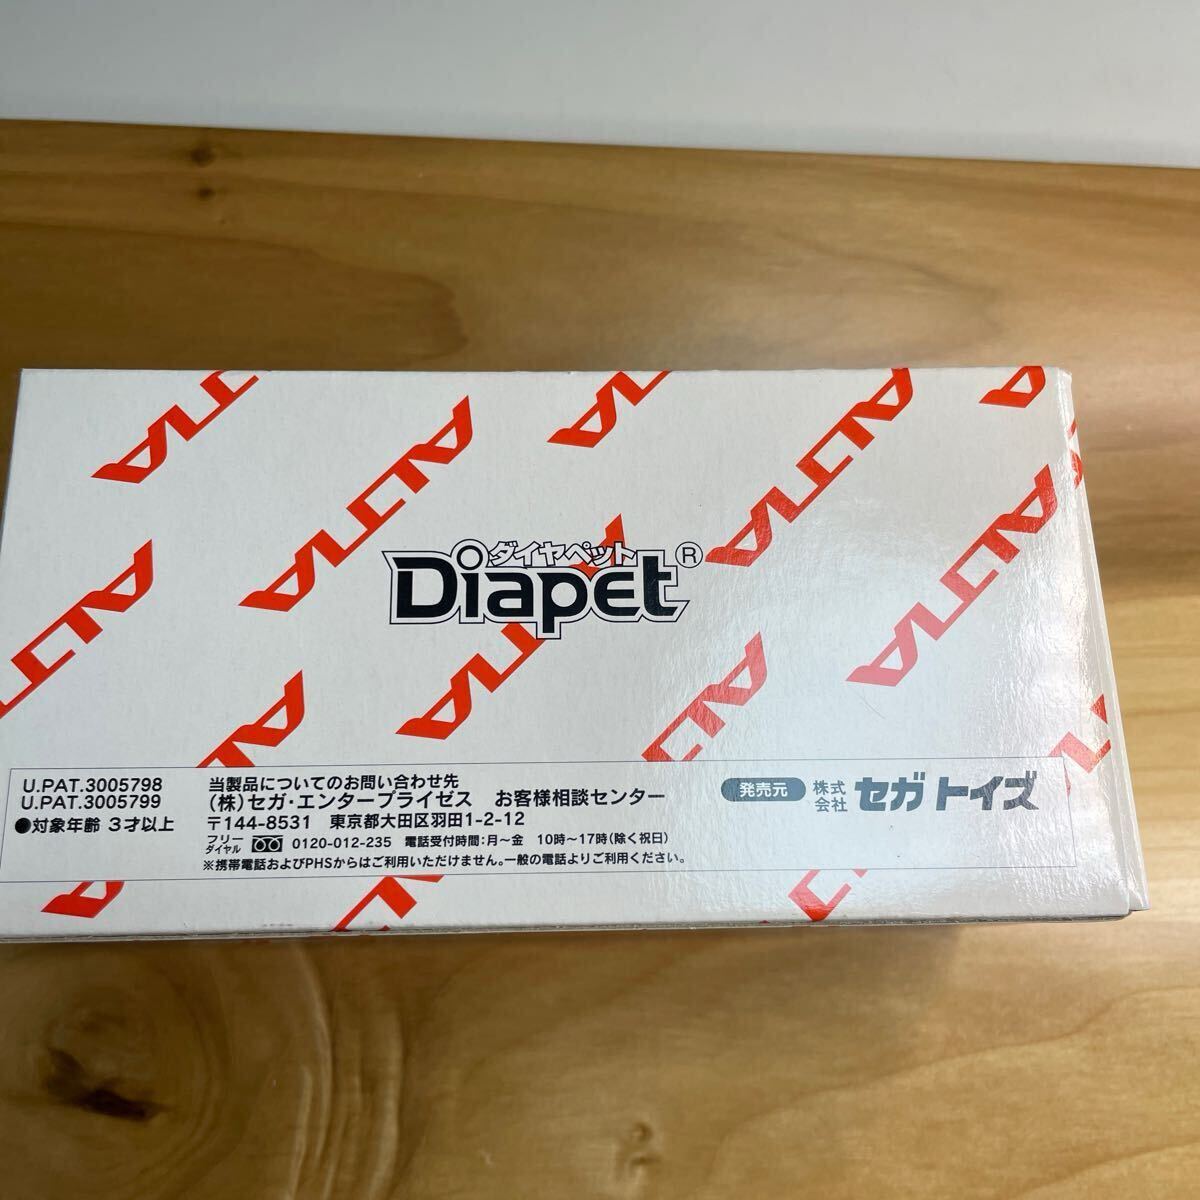 ALTIA
ALTIA
ALTIA
ALTIA
ALTIA
ALTIA
ALTIA
ダイヤペット
Diapet®
U.PAT.3005798
U.PAT.3005799
●対象年齢 3才以上
当製品についてのお問い合わせ先
(株)セガ・エンタープライゼス お客様相談センター
〒144-8531 東京都大田区羽田1-2-12
フリーダイヤル 0120-012-235 電話受付時間:月～金 10時～17時(除く祝日)
※携帯電話およびPHSからはご利用いただけません。一般の電話よりご利用ください。
発売元 株式会社 セガ トイズ